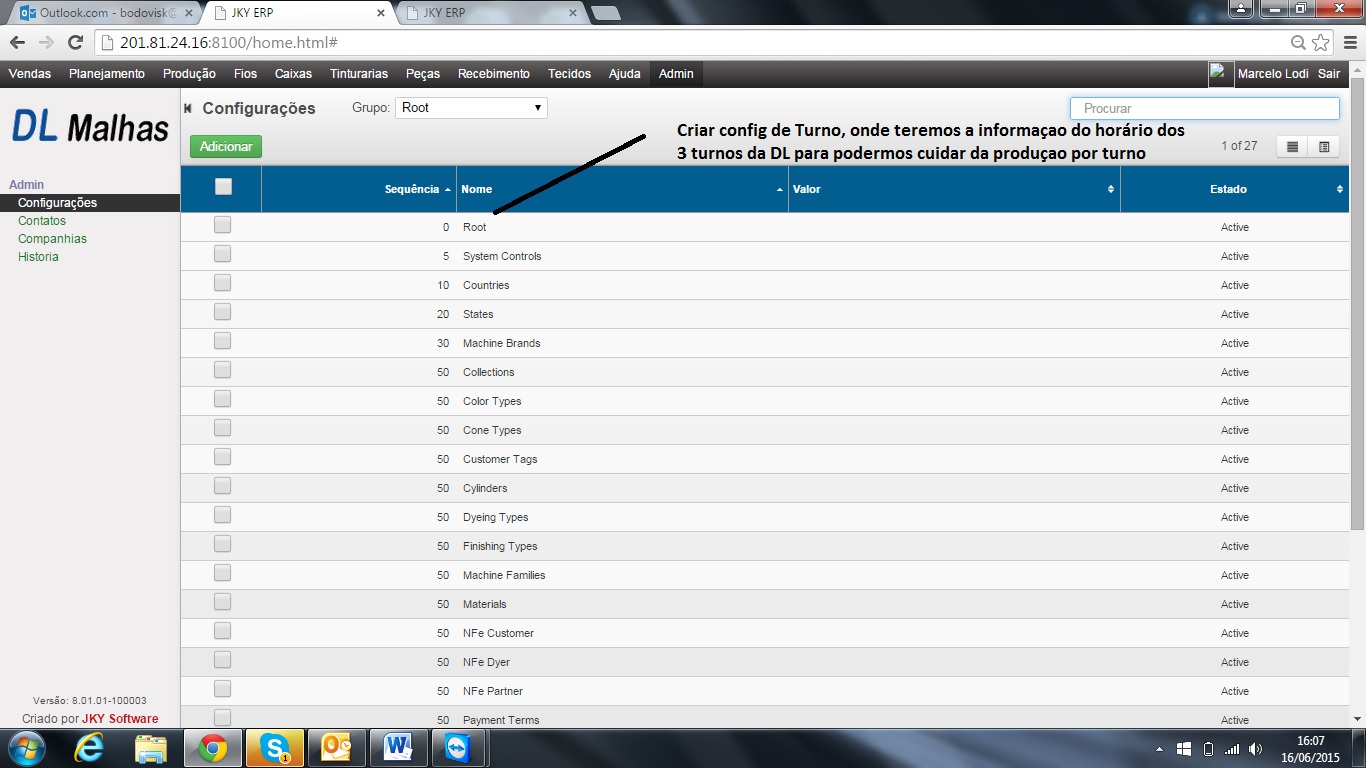 Outlook.com - bodovisk@
JKY ERP
JKY ERP
201.81.24.16:8100/home.html#
Vendas Planejamento Produção Fios Caixas Tinturarias Peças Recebimento Tecidos Ajuda Admin Marcelo Lodi Sair
DL Malhas
Configurações Grupo: Root Procurar
Criar config de Turno, onde teremos a informaçao do horário dos
3 turnos da DL para podermos cuidar da produçao por turno
Adicionar 1 of 27
Sequência Nome Valor Estado
Admin
Configurações
Contatos
Companhias
Historia
0 Root Active
5 System Controls Active
10 Countries Active
20 States Active
30 Machine Brands Active
50 Collections Active
50 Color Types Active
50 Cone Types Active
50 Customer Tags Active
50 Cylinders Active
50 Dyeing Types Active
50 Finishing Types Active
50 Machine Families Active
50 Materials Active
50 NFe Customer Active
50 NFe Dyer Active
50 NFe Partner Active
50 Payment Terms Active
Versão: 8.01.01-100003
Criado por JKY Software
1
16:07
16/06/2015